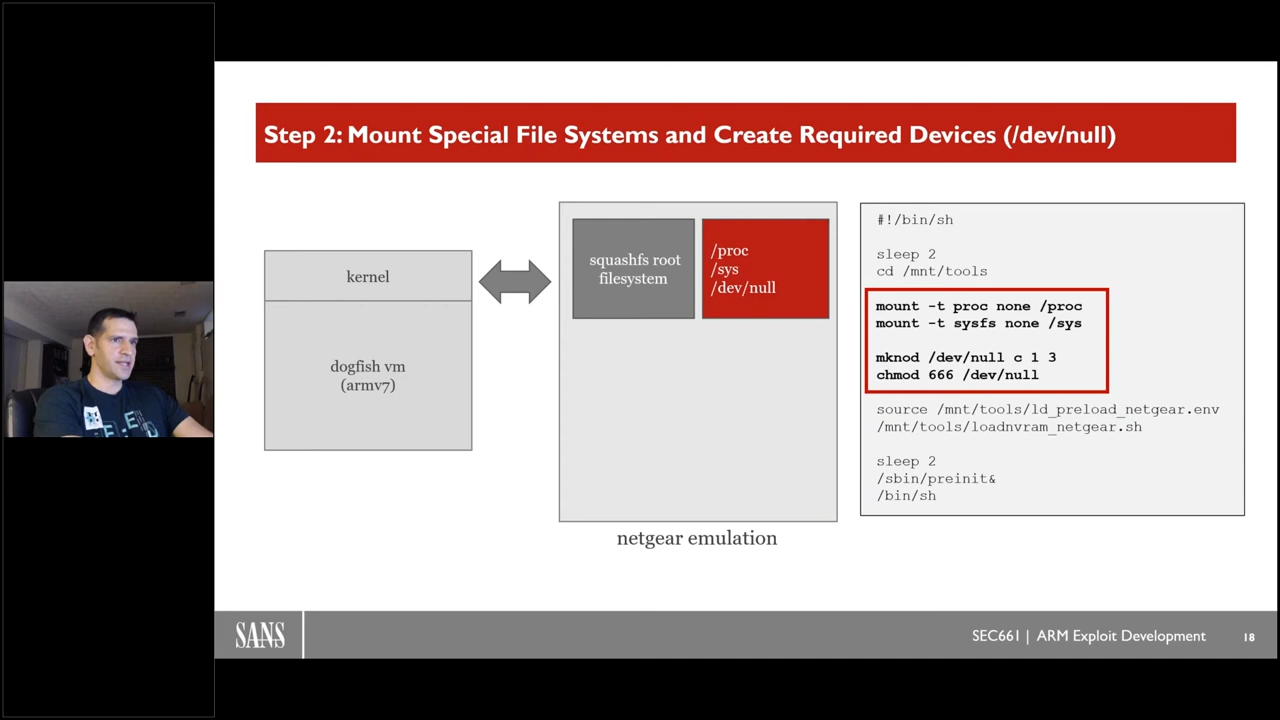 Step 2: Mount Special File Systems and Create Required Devices (/dev/null)
kernel
dogfish vm
(armv7)
squashfs root
filesystem
/proc
/sys
/dev/null
netgear emulation
#!/bin/sh
sleep 2
cd /mnt/tools
mount -t proc none /proc
mount -t sysfs none /sys
mknod /dev/null c 1 3
chmod 666 /dev/null
source /mnt/tools/ld_preload_netgear.env
/mnt/tools/loadnvram_netgear.sh
sleep 2
/sbin/preinit&
/bin/sh
SANS
SEC661 | ARM Exploit Development
18